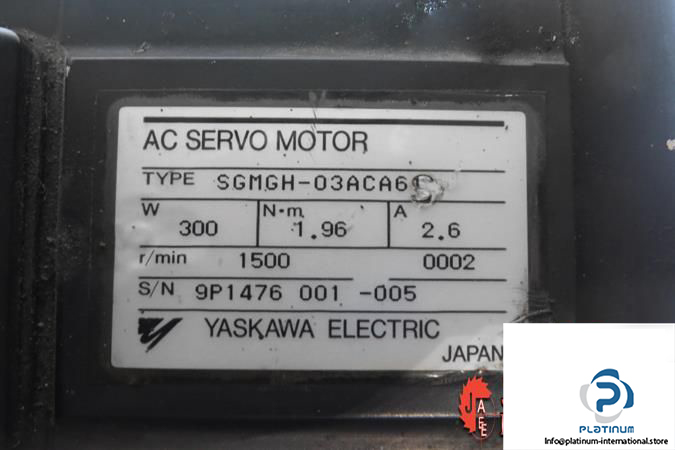 AC SERVO MOTOR
TYPE SGMGH-03ACA6
W 300 N·m 1.96 A 2.6
r/min 1500 0002
S/N 9P1476 001 -005
YASKAWA ELECTRIC
JAPAN
JAEE
PLATINUM
Info@platinum-international.store